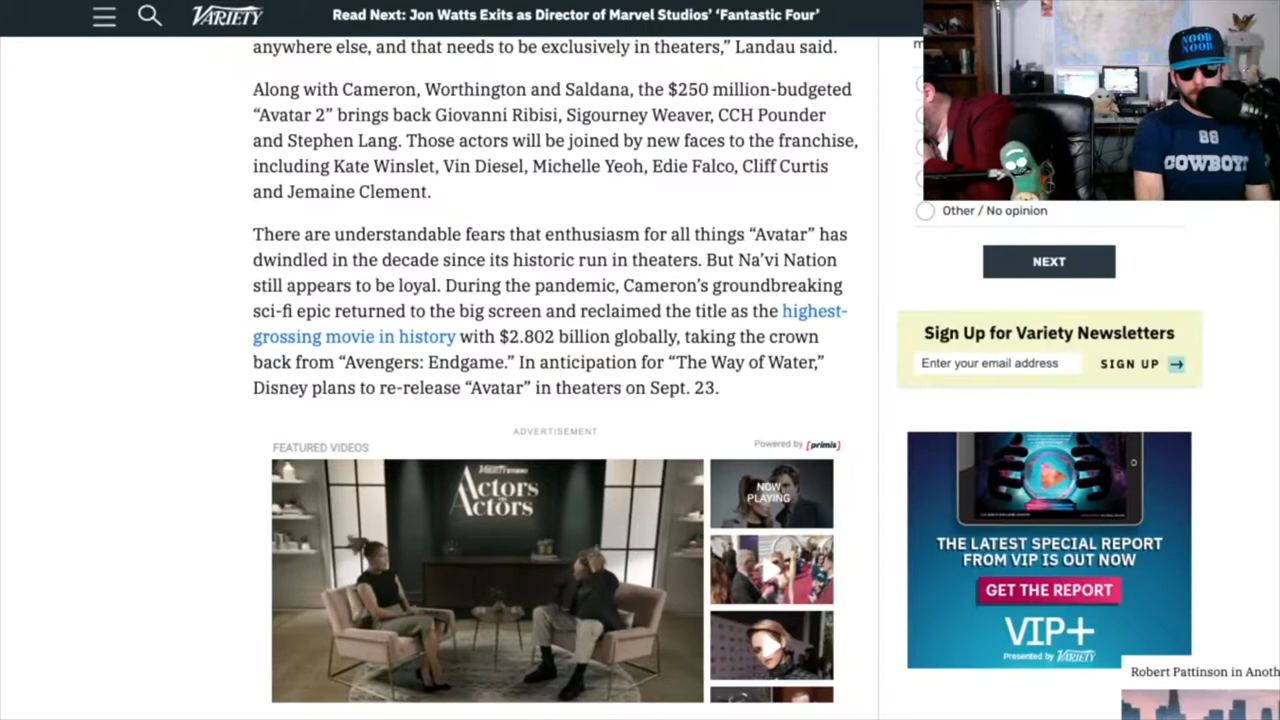 VARIETY
Read Next: Jon Watts Exits as Director of Marvel Studios’ ‘Fantastic Four’
anywhere else, and that needs to be exclusively in theaters,” Landau said.
Along with Cameron, Worthington and Saldana, the $250 million-budgeted
“Avatar 2” brings back Giovanni Ribisi, Sigourney Weaver, CCH Pounder
and Stephen Lang. Those actors will be joined by new faces to the franchise,
including Kate Winslet, Vin Diesel, Michelle Yeoh, Edie Falco, Cliff Curtis
and Jemaine Clement.
There are understandable fears that enthusiasm for all things “Avatar” has
dwindled in the decade since its historic run in theaters. But Na’vi Nation
still appears to be loyal. During the pandemic, Cameron’s groundbreaking
sci-fi epic returned to the big screen and reclaimed the title as the highest-
grossing movie in history with $2.802 billion globally, taking the crown
back from “Avengers: Endgame.” In anticipation for “The Way of Water,”
Disney plans to re-release “Avatar” in theaters on Sept. 23.
ADVERTISEMENT
FEATURED VIDEOS
Powered by [primis]
VARIETY STUDIO
Actors
on
Actors
NOW
PLAYING
NOOB
NOOB
88
COWBOYS
Other / No opinion
NEXT
Sign Up for Variety Newsletters
Enter your email address
SIGN UP
THE LATEST SPECIAL REPORT
FROM VIP IS OUT NOW
GET THE REPORT
VIP+
Presented by VARIETY
Robert Pattinson in Anoth